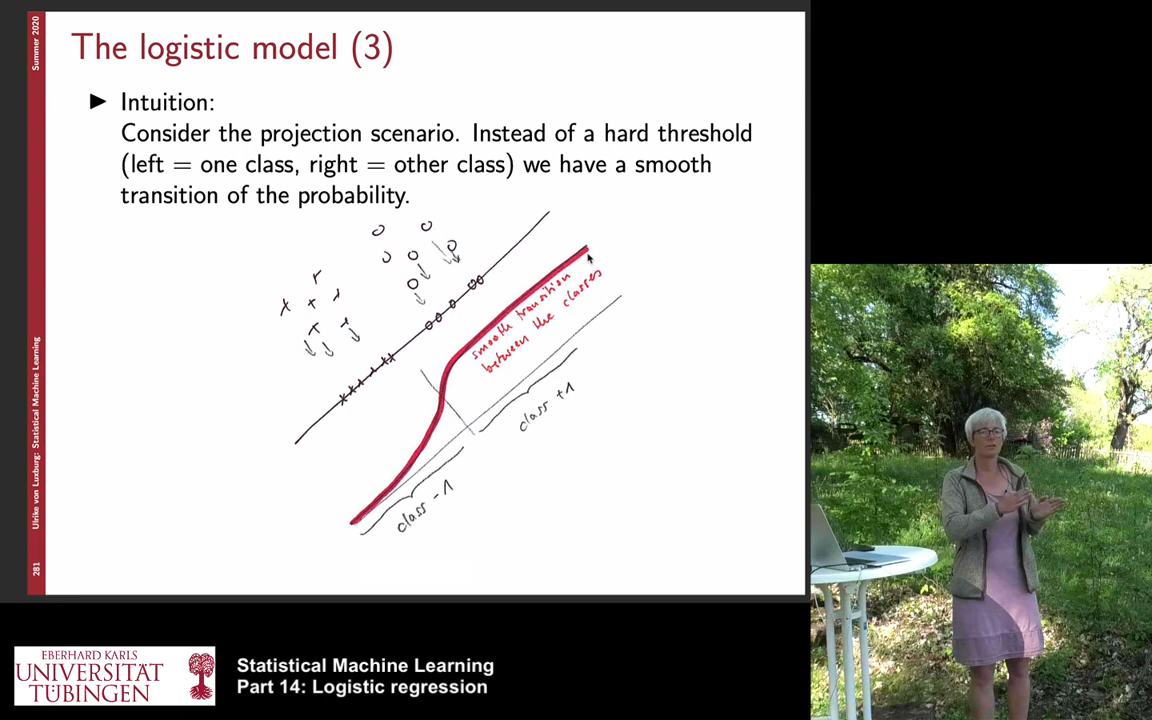 The logistic model (3)
► Intuition:
Consider the projection scenario. Instead of a hard threshold
(left = one class, right = other class) we have a smooth
transition of the probability.
smooth transition
between the classes
class +1
class -1
Summer 2020
Ulrike von Luxburg: Statistical Machine Learning
281
EBERHARD KARLS
UNIVERSITÄT
TÜBINGEN
Statistical Machine Learning
Part 14: Logistic regression